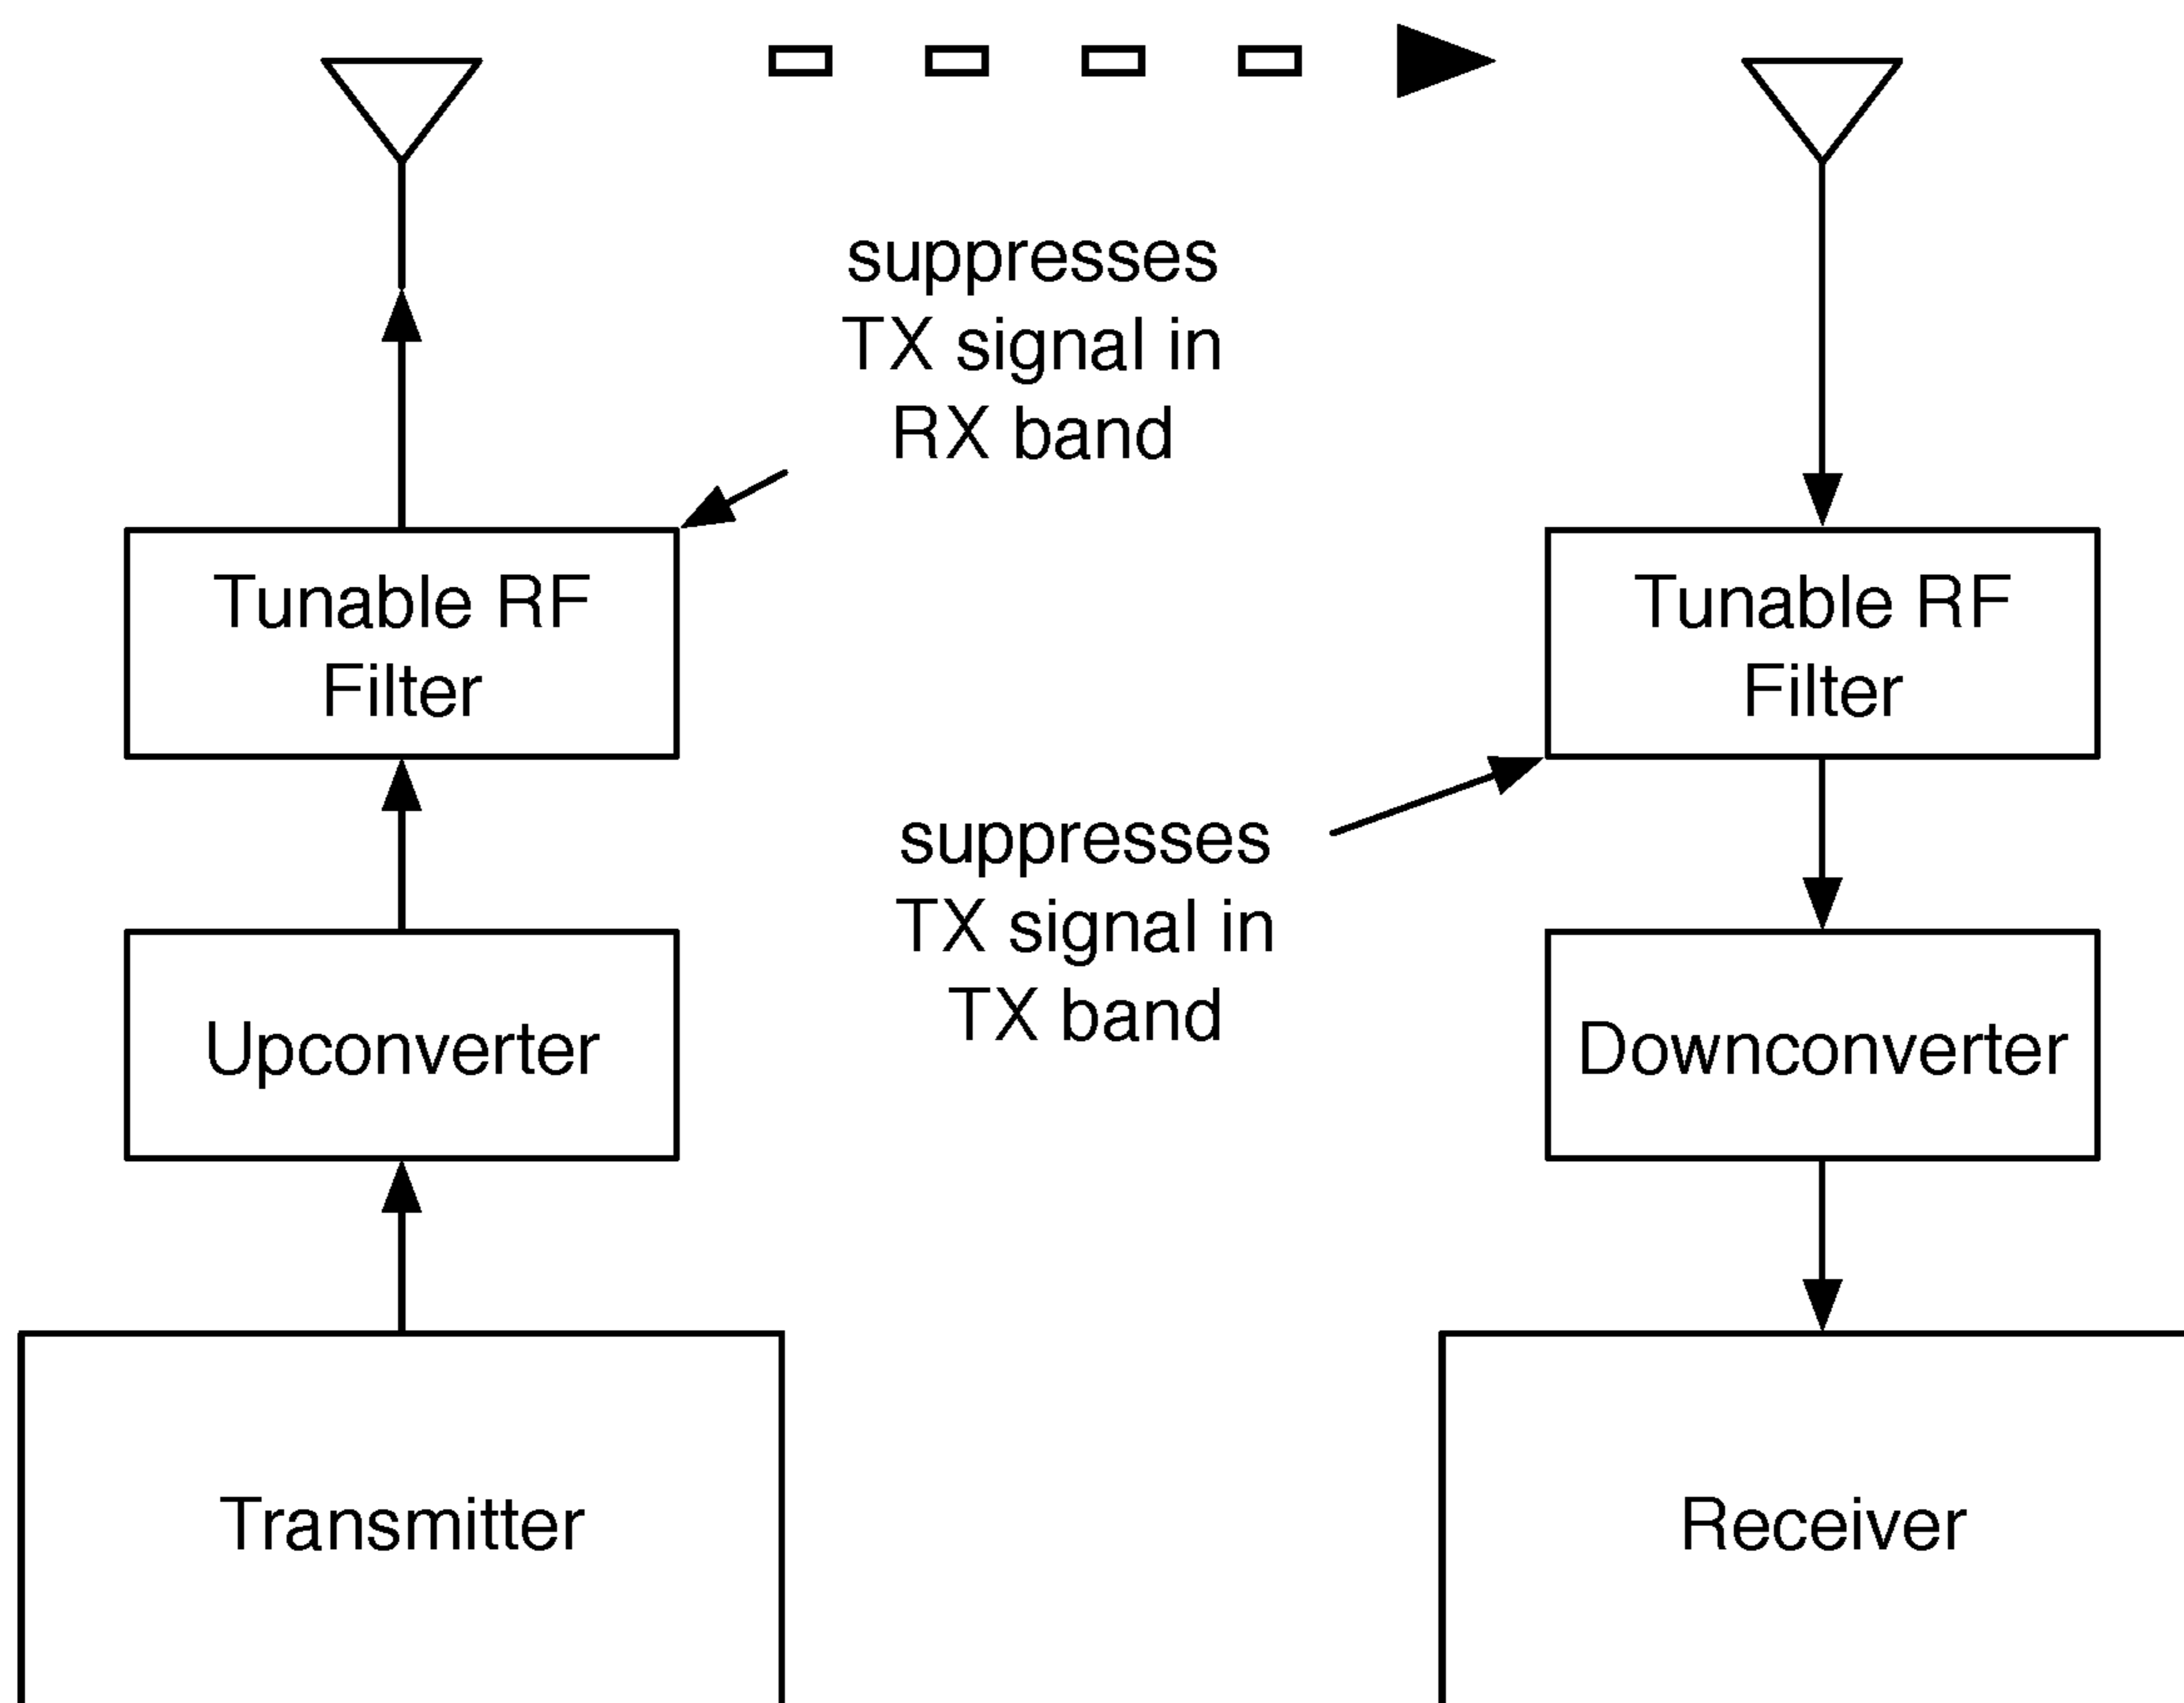 suppresses
TX signal in
RX band
Tunable RF
Filter
Tunable RF
Filter
suppresses
TX signal in
TX band
Upconverter
Downconverter
Transmitter
Receiver